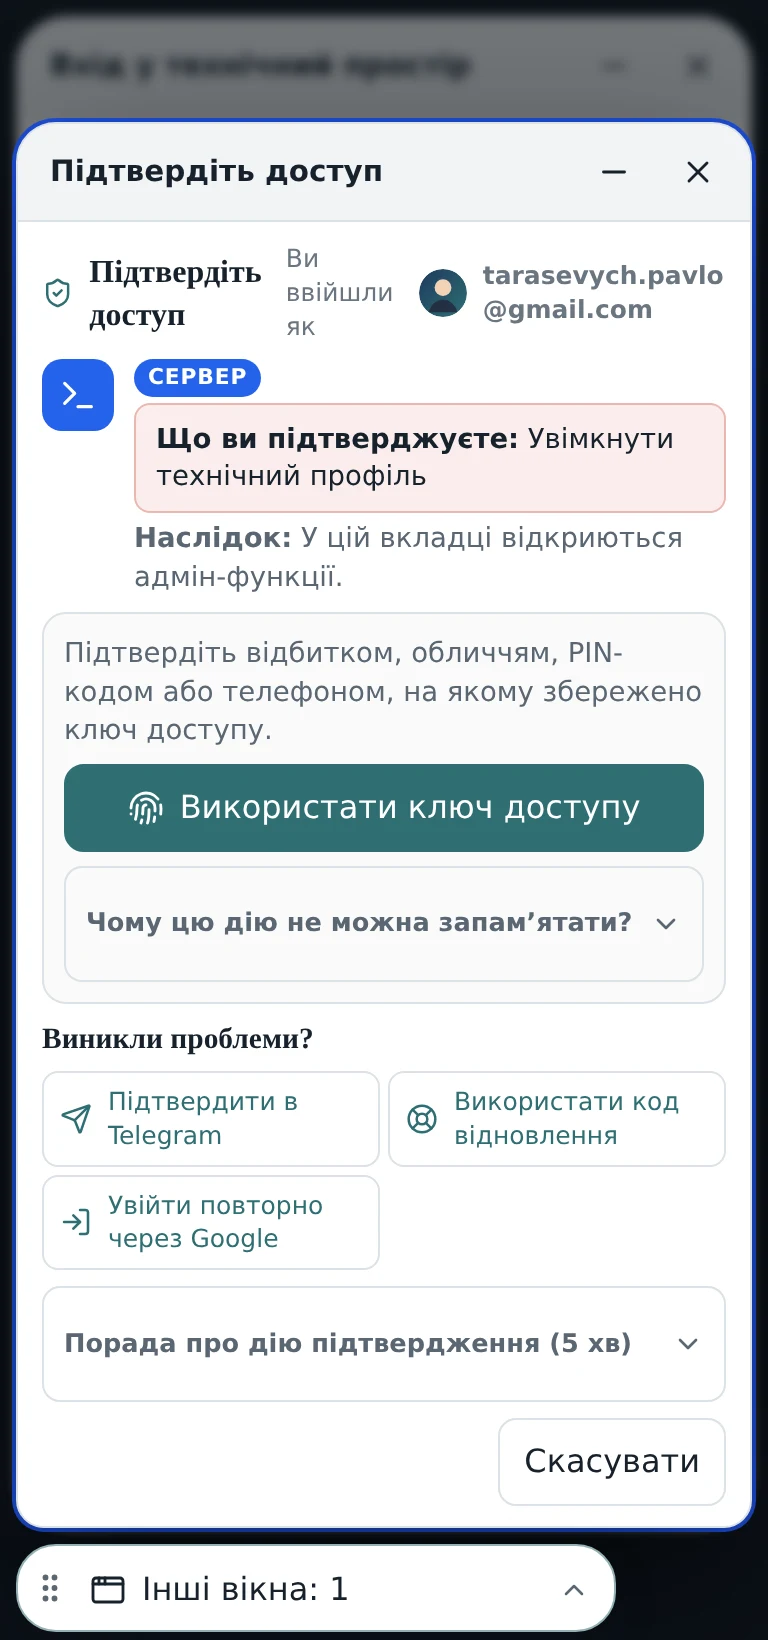 Вхід у технічний простір
Підтвердіть доступ
Підтвердіть
доступ
Ви
ввійшли
як
tarasevych.pavlo
@gmail.com
СЕРВЕР
Що ви підтверджуєте: Увімкнути
технічний профіль
Наслідок: У цій вкладці відкриються
адмін-функції.
Підтвердіть відбитком, обличчям, PIN-
кодом або телефоном, на якому збережено
ключ доступу.
Використати ключ доступу
Чому цю дію не можна запам’ятати?
Виникли проблеми?
Підтвердити в
Telegram
Використати код
відновлення
Увійти повторно
через Google
Порада про дію підтвердження (5 хв)
Скасувати
Інші вікна: 1